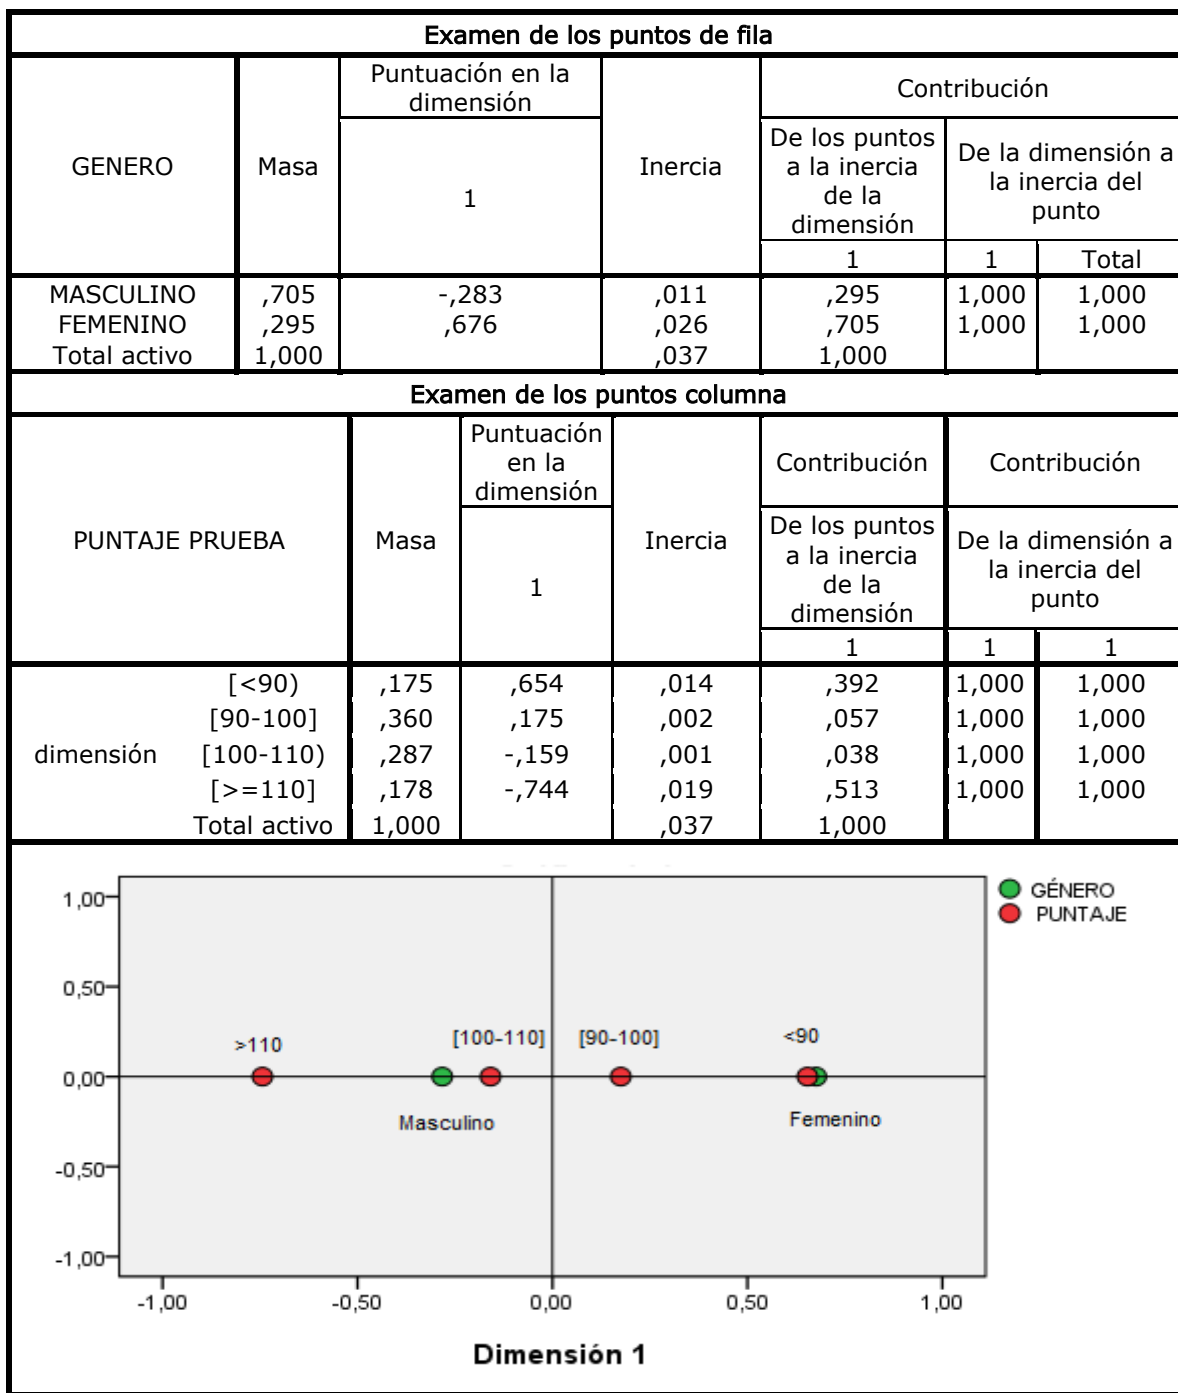 Examen de los puntos de fila
GENERO
Masa
Puntuación en la
dimensión
1
Inercia
Contribución
De los puntos
a la inercia
de la
dimensión
De la dimensión a
la inercia del
punto
1 1 Total
MASCULINO ,705 -,283 ,011 ,295 1,000 1,000
FEMENINO ,295 ,676 ,026 ,705 1,000 1,000
Total activo 1,000 ,037 1,000
Examen de los puntos columna
PUNTAJE PRUEBA
Masa
Puntuación
en la
dimensión
1
Inercia
Contribución
De los puntos
a la inercia
de la
dimensión
1
Contribución
De la dimensión a
la inercia del
punto
1 1
dimensión
[<90) ,175 ,654 ,014 ,392 1,000 1,000
[90-100] ,360 ,175 ,002 ,057 1,000 1,000
[100-110) ,287 -,159 ,001 ,038 1,000 1,000
[>=110] ,178 -,744 ,019 ,513 1,000 1,000
Total activo 1,000 ,037 1,000
GÉNERO
PUNTAJE
1,00
0,50
0,00
-0,50
-1,00
>110
[100-110]
[90-100]
<90
Masculino
Femenino
-1,00 -0,50 0,00 0,50 1,00
Dimensión 1